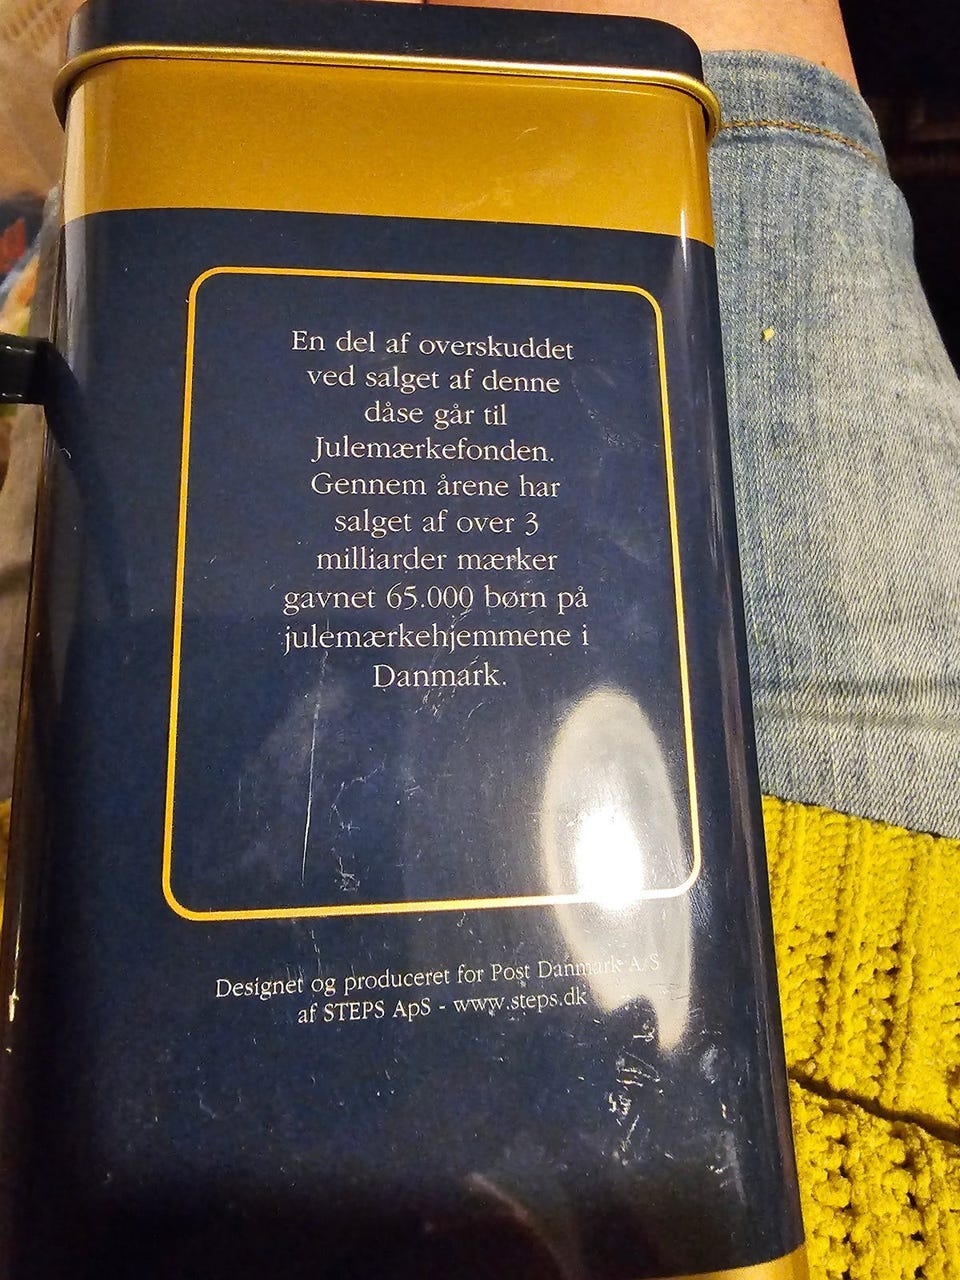 En del af overskuddet
ved salget af denne
dåse går til
Julemærkefonden.
Gennem årene har
salget af over 3
milliarder mærker
gavnet 65.000 børn på
julemærkehjemmene i
Danmark.
Designet og produceret for Post Danmark A/S
af STEPS ApS - www.steps.dk